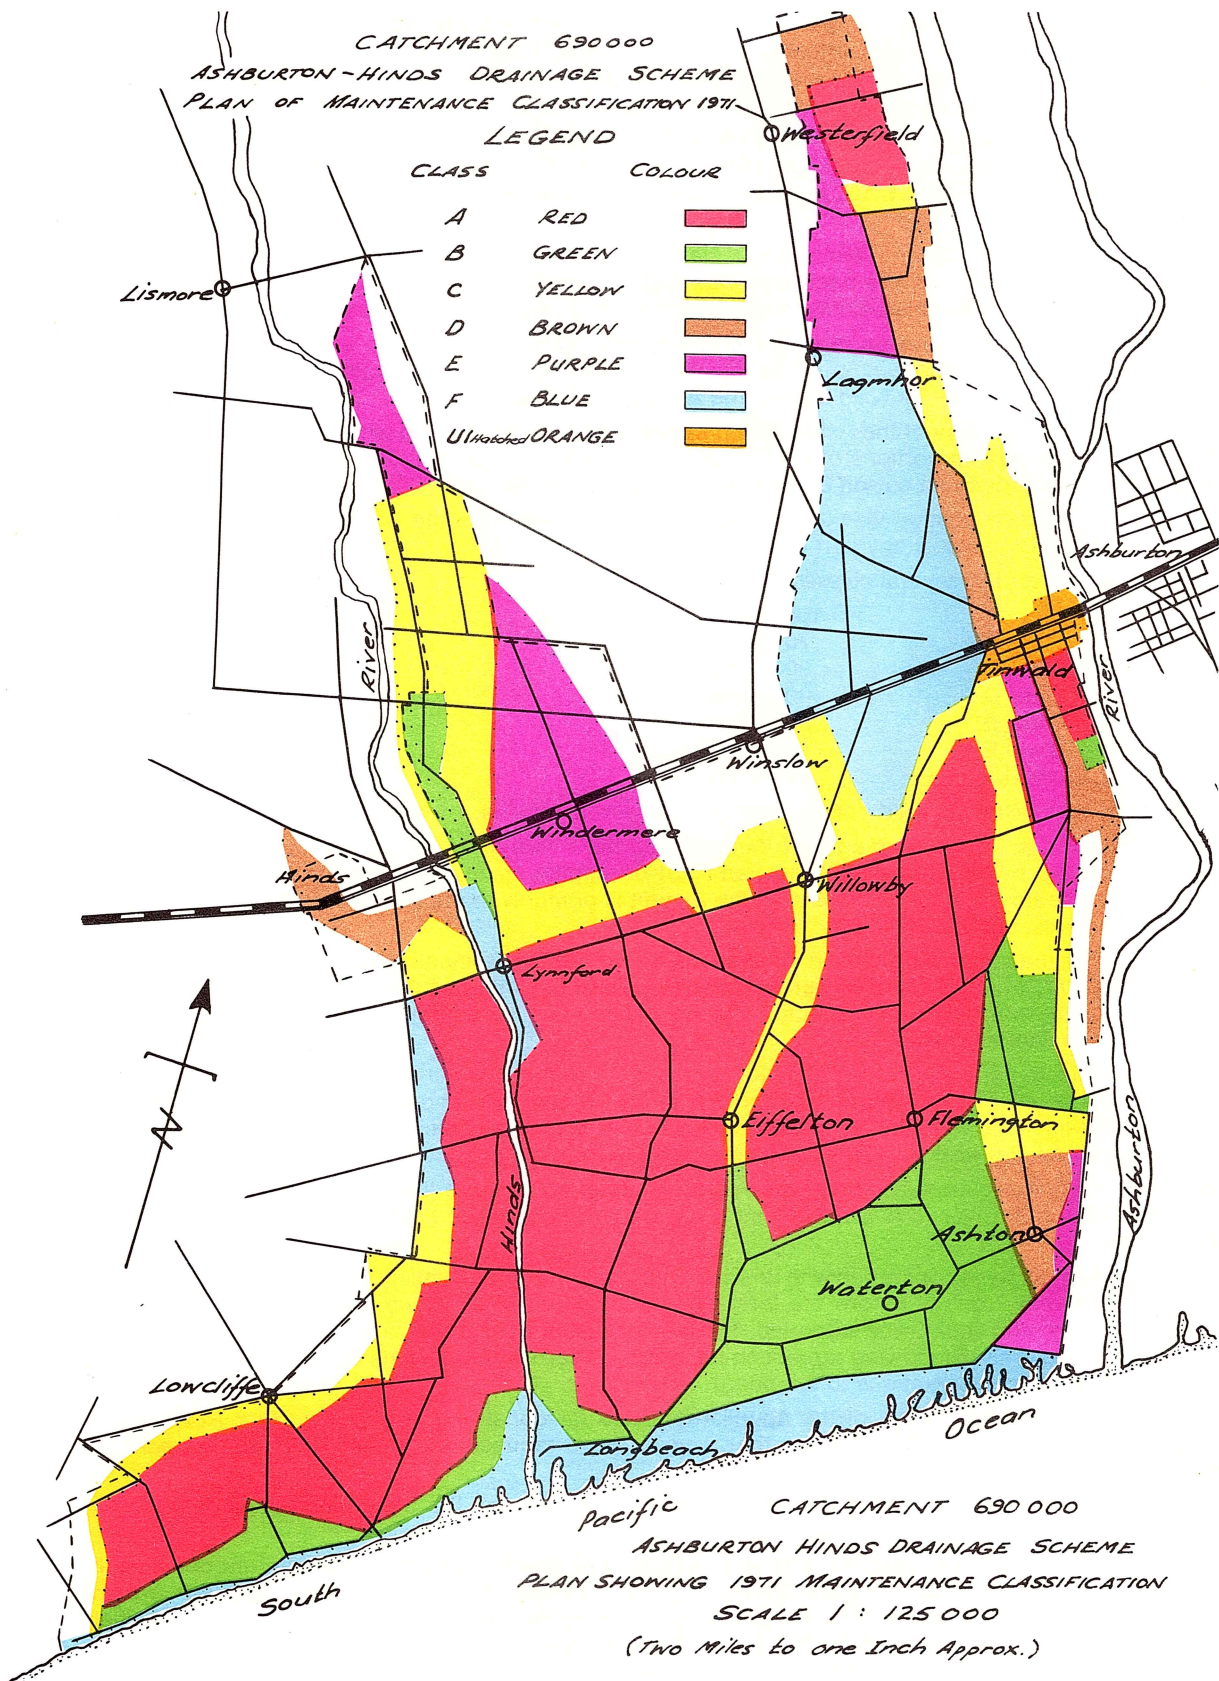 CATCHMENT 690000
ASHBURTON-HINDS DRAINAGE SCHEME
PLAN OF MAINTENANCE CLASSIFICATION 1971
LEGEND
CLASS COLOUR
A RED
B GREEN
C YELLOW
D BROWN
E PURPLE
F BLUE
U1 Hatched ORANGE
Westerfield
Lismore
Lagmhor
Ashburton
River
Tinwald
River
Winslow
Windermere
Hinds
Willowby
Lynnford
N
Eiffelton
Flemington
Ashburton
Hinds
Ashton
Waterton
Lowcliffe
Longbeach
Ocean
Pacific
South
CATCHMENT 690 000
ASHBURTON HINDS DRAINAGE SCHEME
PLAN SHOWING 1971 MAINTENANCE CLASSIFICATION
SCALE 1 : 125 000
(Two Miles to one Inch Approx.)